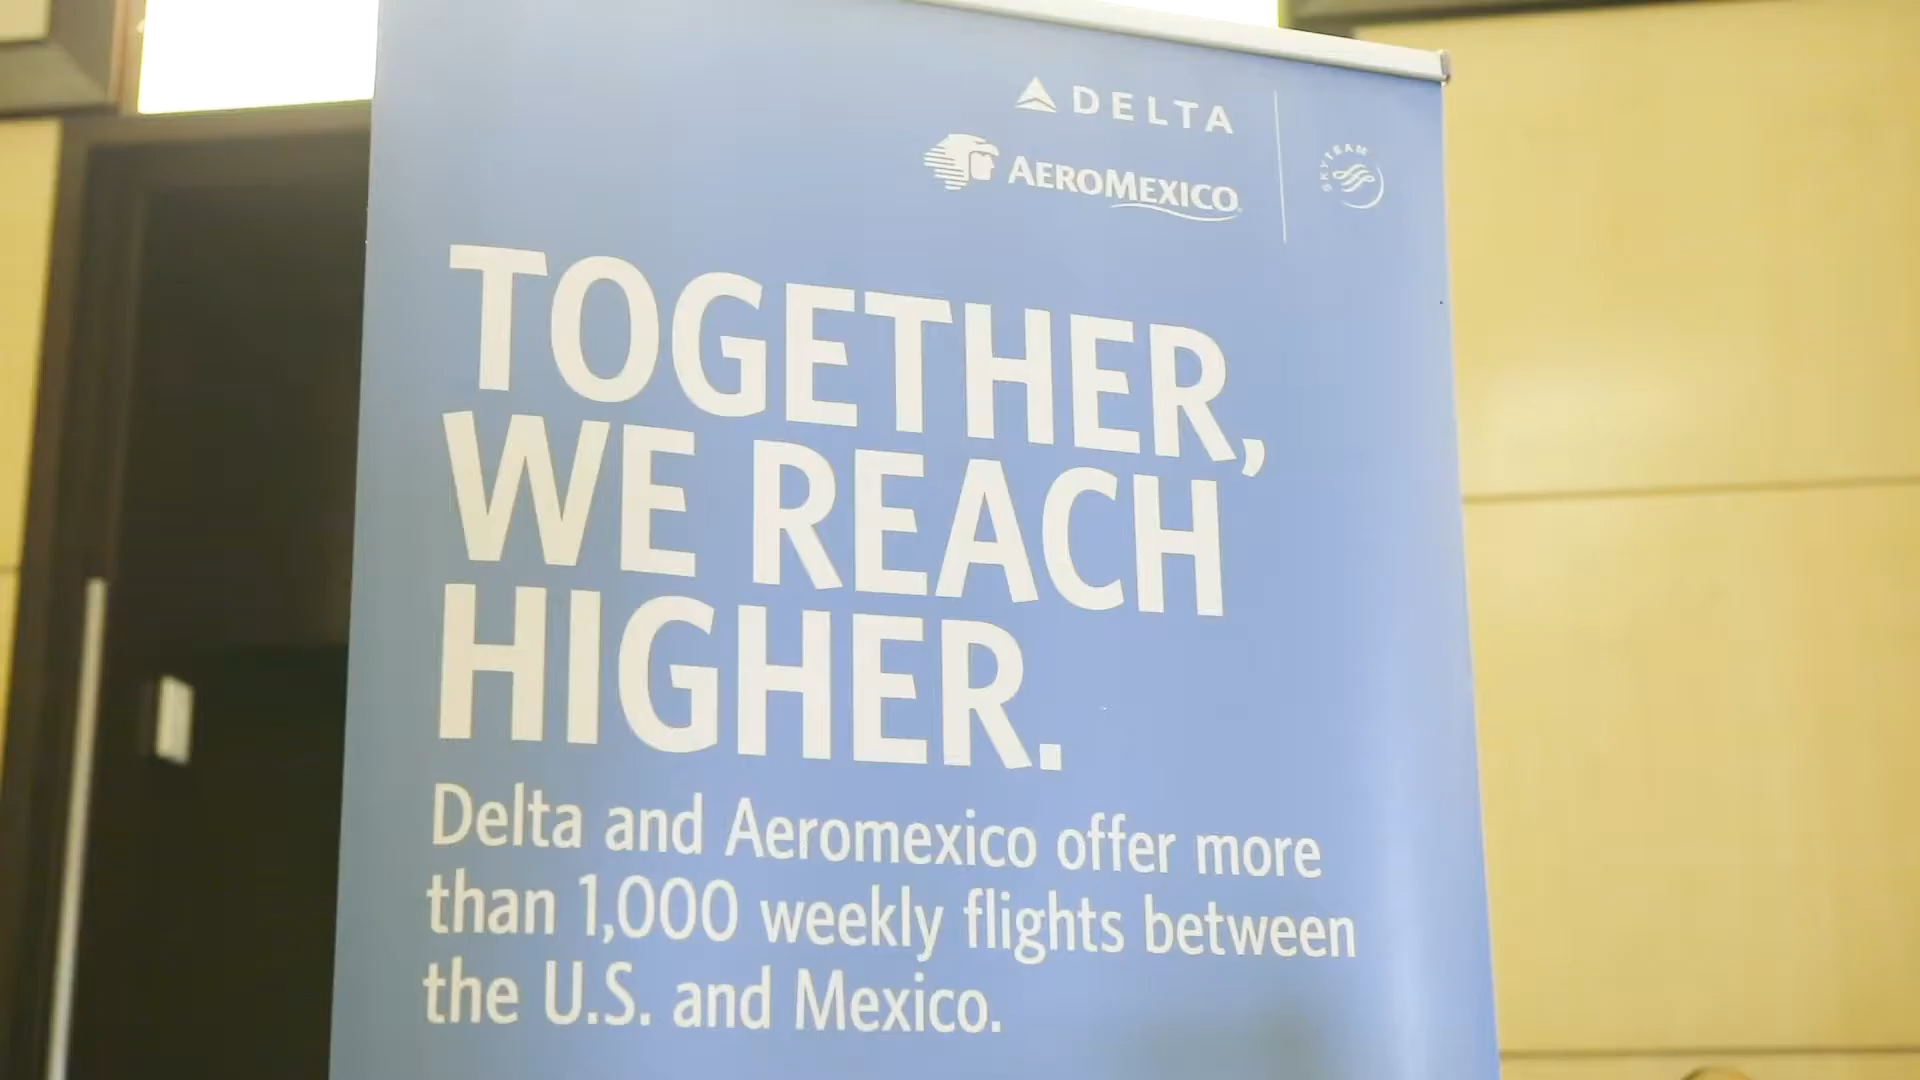 DELTA
AEROMEXICO
SKYTEAM
TOGETHER,
WE REACH
HIGHER.
Delta and Aeromexico offer more
than 1,000 weekly flights between
the U.S. and Mexico.